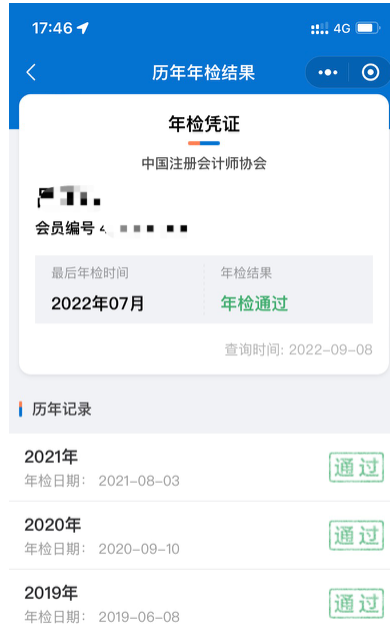 17:46
4G
历年年检结果
年检凭证
中国注册会计师协会
会员编号
最后年检时间 年检结果
2022年07月 年检通过
查询时间: 2022-09-08
历年记录
2021年
通过
年检日期： 2021-08-03
2020年
通过
年检日期： 2020-09-10
2019年
通过
年检日期： 2019-06-08